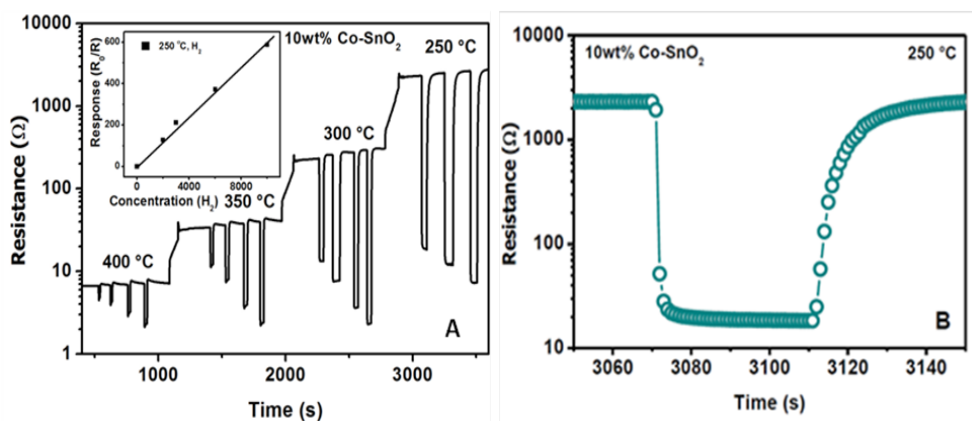 10000
1000
100
10
1
Resistance (Ω)
1000
2000
3000
Time (s)
10wt% Co-SnO₂
250 °C
300 °C
350 °C
400 °C
A
600
400
200
0
Response (R₀/R)
250 °C, H₂
0
4000
8000
Concentration (H₂)
10000
1000
100
10
Resistance (Ω)
10wt% Co-SnO₂
250 °C
B
3060
3080
3100
3120
3140
Time (s)